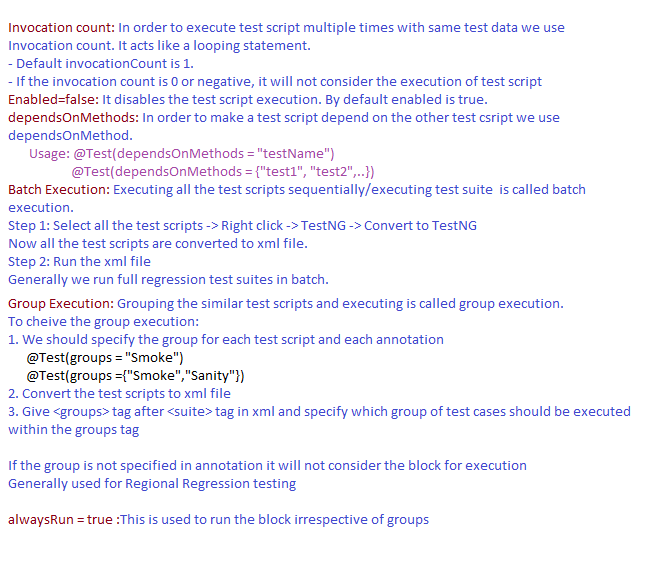 Invocation count: In order to execute test script multiple times with same test data we use
Invocation count. It acts like a looping statement.
- Default invocationCount is 1.
- If the invocation count is 0 or negative, it will not consider the execution of test script
Enabled=false: It disables the test script execution. By default enabled is true.
dependsOnMethods: In order to make a test script depend on the other test csript we use
dependsOnMethod.
Usage: @Test(dependsOnMethods = "testName")
@Test(dependsOnMethods = {"test1", "test2",..})
Batch Execution: Executing all the test scripts sequentially/executing test suite is called batch
execution.
Step 1: Select all the test scripts -> Right click -> TestNG -> Convert to TestNG
Now all the test scripts are converted to xml file.
Step 2: Run the xml file
Generally we run full regression test suites in batch.
Group Execution: Grouping the similar test scripts and executing is called group execution.
To cheive the group execution:
1. We should specify the group for each test script and each annotation
@Test(groups = "Smoke")
@Test(groups ={"Smoke","Sanity"})
2. Convert the test scripts to xml file
3. Give <groups> tag after <suite> tag in xml and specify which group of test cases should be executed
within the groups tag
If the group is not specified in annotation it will not consider the block for execution
Generally used for Regional Regression testing
alwaysRun = true :This is used to run the block irrespective of groups